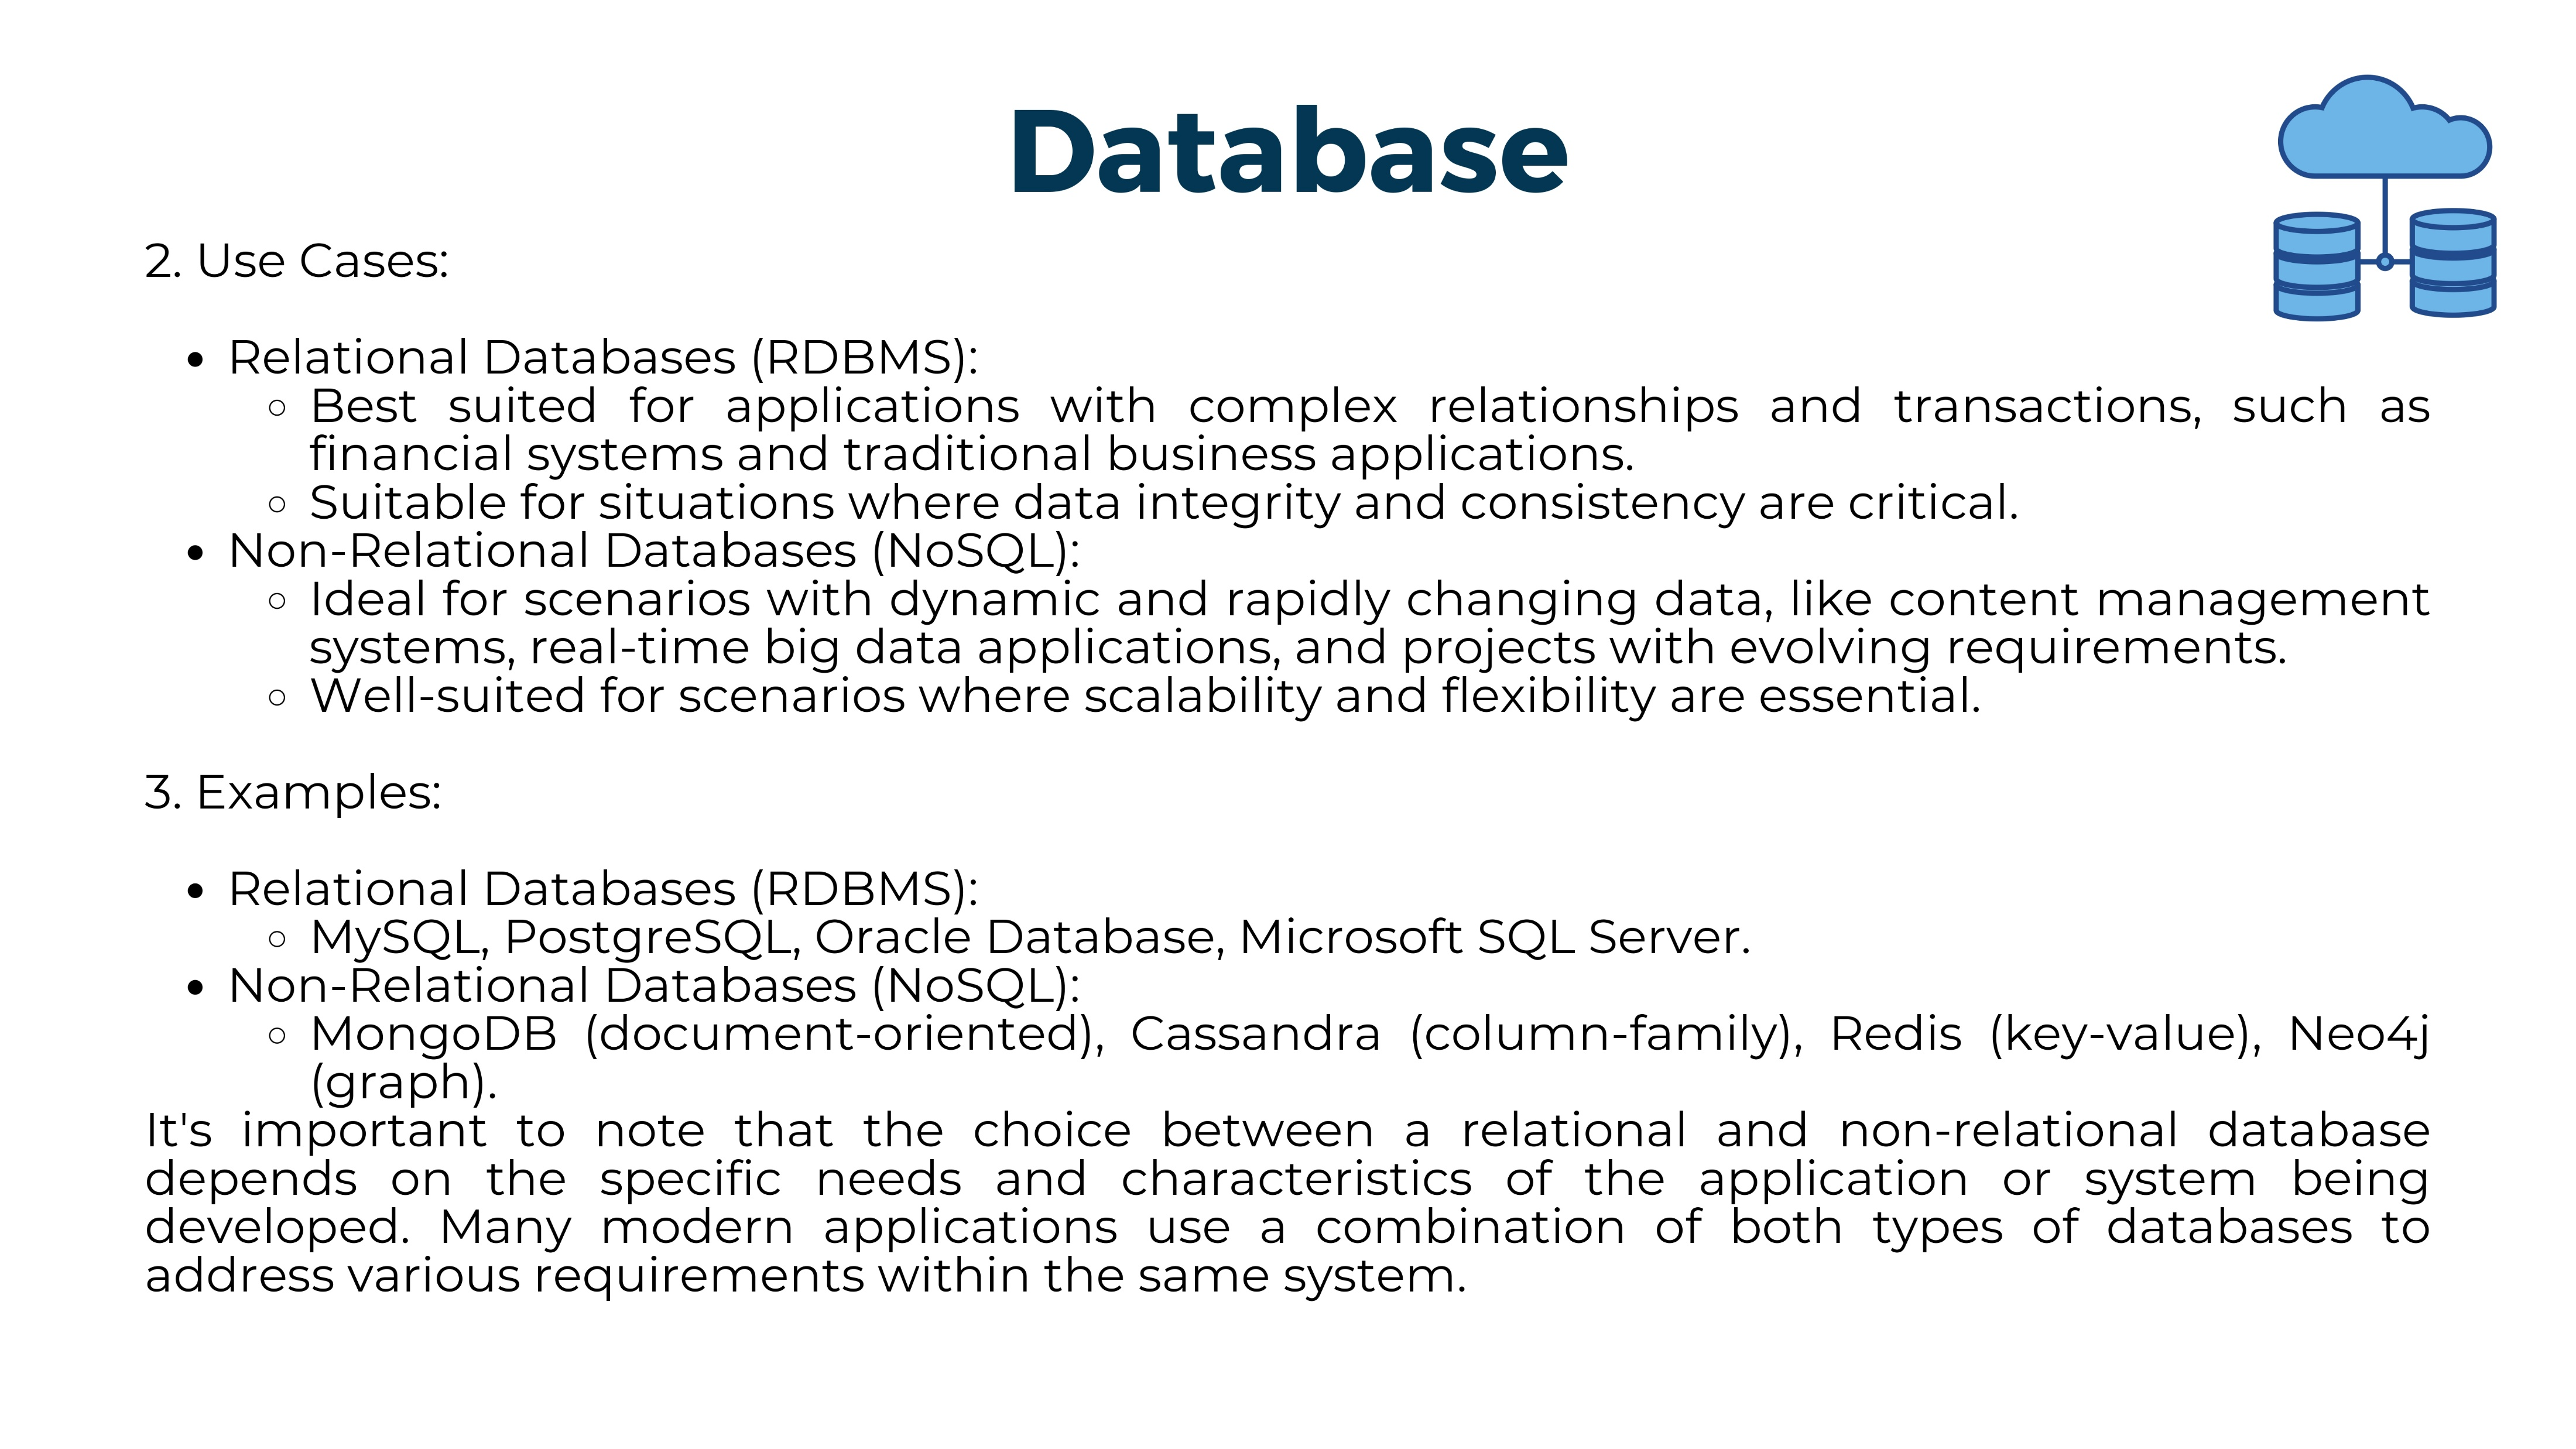 Database
2. Use Cases:
• Relational Databases (RDBMS):
○ Best suited for applications with complex relationships and transactions, such as
financial systems and traditional business applications.
○ Suitable for situations where data integrity and consistency are critical.
• Non-Relational Databases (NoSQL):
○ Ideal for scenarios with dynamic and rapidly changing data, like content management
systems, real-time big data applications, and projects with evolving requirements.
○ Well-suited for scenarios where scalability and flexibility are essential.
3. Examples:
• Relational Databases (RDBMS):
○ MySQL, PostgreSQL, Oracle Database, Microsoft SQL Server.
• Non-Relational Databases (NoSQL):
○ MongoDB (document-oriented), Cassandra (column-family), Redis (key-value), Neo4j
(graph).
It's important to note that the choice between a relational and non-relational database
depends on the specific needs and characteristics of the application or system being
developed. Many modern applications use a combination of both types of databases to
address various requirements within the same system.